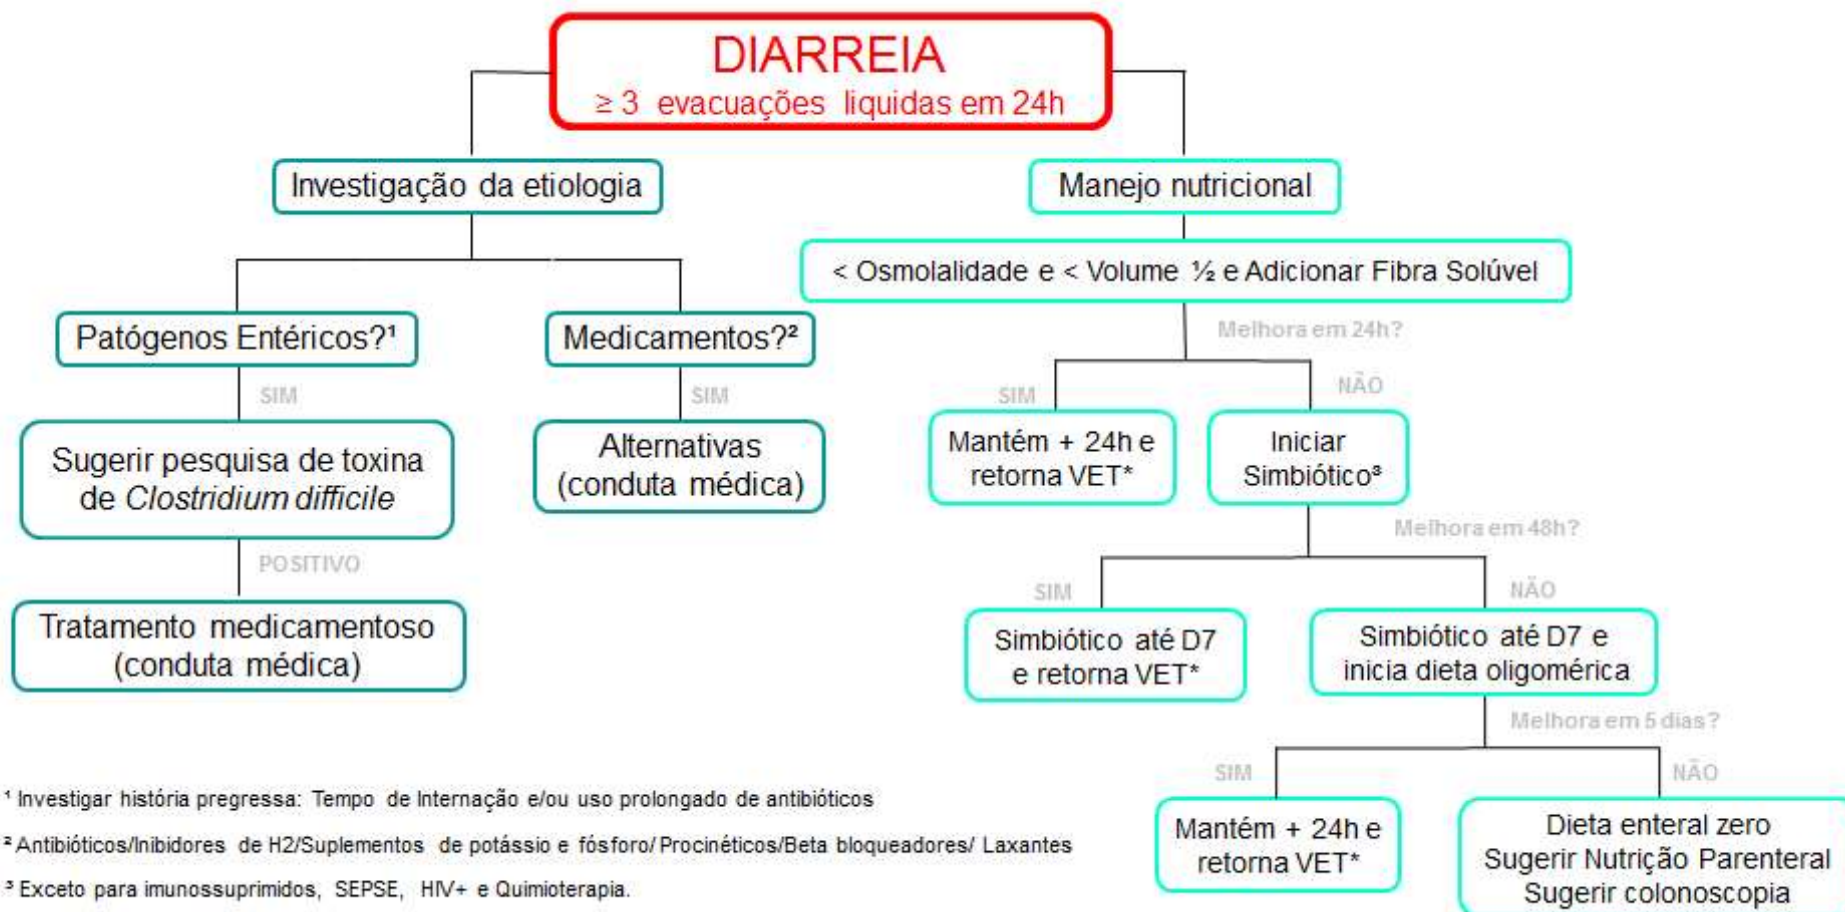 DIARREIA
≥ 3 evacuações liquidas em 24h
Investigação da etiologia
Manejo nutricional
< Osmolalidade e < Volume ½ e Adicionar Fibra Solúvel
Patógenos Entéricos?¹
Medicamentos?²
Melhora em 24h?
SIM
SIM
SIM
NÃO
Sugerir pesquisa de toxina
de Clostridium difficile
Alternativas
(conduta médica)
Mantém + 24h e
retorna VET*
Iniciar
Simbiótico³
Melhora em 48h?
POSITIVO
SIM
NÃO
Tratamento medicamentoso
(conduta médica)
Simbiótico até D7
e retorna VET*
Simbiótico até D7 e
inicia dieta oligomérica
Melhora em 5 dias?
SIM
NÃO
Mantém + 24h e
retorna VET*
Dieta enteral zero
Sugerir Nutrição Parenteral
Sugerir colonoscopia
¹ Investigar história pregressa: Tempo de Internação e/ou uso prolongado de antibióticos
² Antibióticos/Inibidores de H2/Suplementos de potássio e fósforo/ Procinéticos/Beta bloqueadores/ Laxantes
³ Exceto para imunossuprimidos, SEPSE, HIV+ e Quimioterapia.